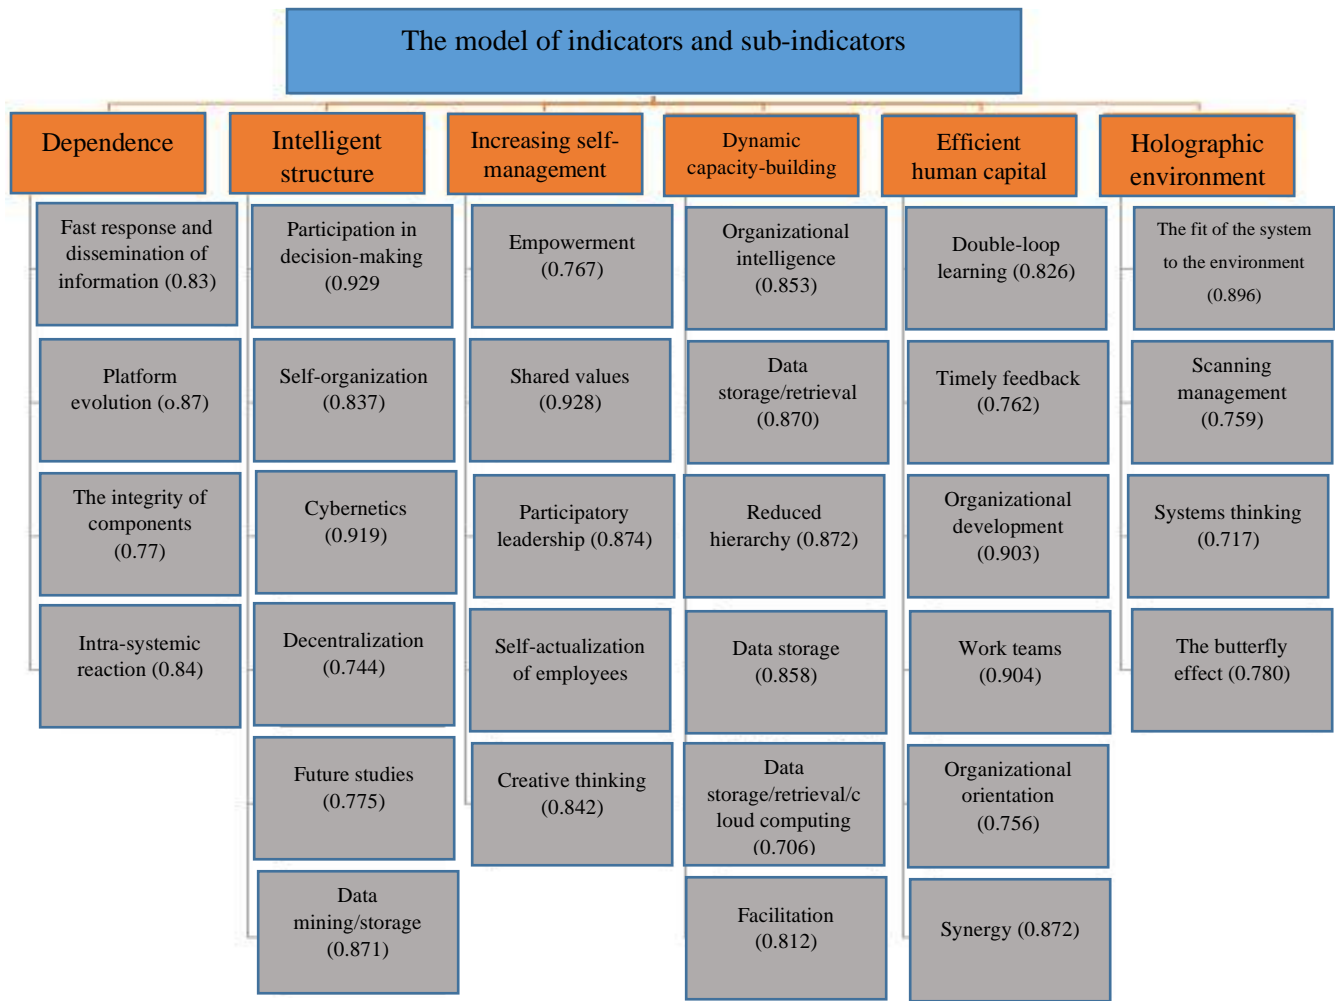 The model of indicators and sub-indicators
Dependence
Fast response and
dissemination of
information (0.83)
Platform
evolution (o.87)
The integrity of
components
(0.77)
Intra-systemic
reaction (0.84)
Intelligent
structure
Participation in
decision-making
(0.929
Self-organization
(0.837)
Cybernetics
(0.919)
Decentralization
(0.744)
Future studies
(0.775)
Data
mining/storage
(0.871)
Increasing self-
management
Empowerment
(0.767)
Shared values
(0.928)
Participatory
leadership (0.874)
Self-actualization
of employees
Creative thinking
(0.842)
Dynamic
capacity-building
Organizational
intelligence
(0.853)
Data
storage/retrieval
(0.870)
Reduced
hierarchy (0.872)
Data storage
(0.858)
Data
storage/retrieval/c
loud computing
(0.706)
Facilitation
(0.812)
Efficient
human capital
Double-loop
learning (0.826)
Timely feedback
(0.762)
Organizational
development
(0.903)
Work teams
(0.904)
Organizational
orientation
(0.756)
Synergy (0.872)
Holographic
environment
The fit of the system
to the environment
(0.896)
Scanning
management
(0.759)
Systems thinking
(0.717)
The butterfly
effect (0.780)